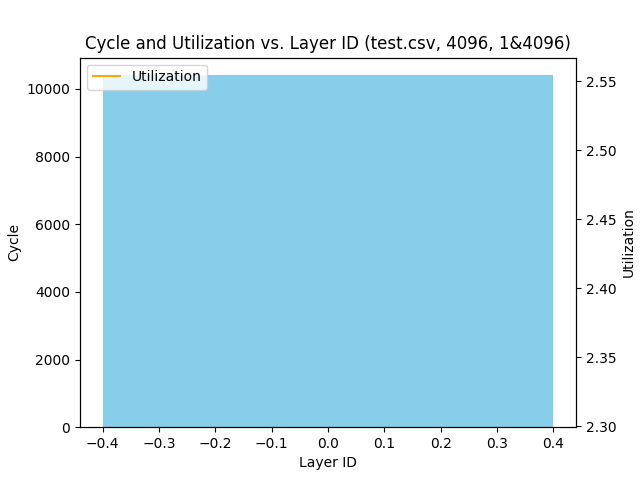 Cycle and Utilization vs. Layer ID (test.csv, 4096, 1&4096)
Utilization
10000
8000
6000
4000
2000
0
Cycle
2.55
2.50
2.45
2.40
2.35
2.30
Utilization
−0.4 −0.3 −0.2 −0.1 0.0 0.1 0.2 0.3 0.4
Layer ID